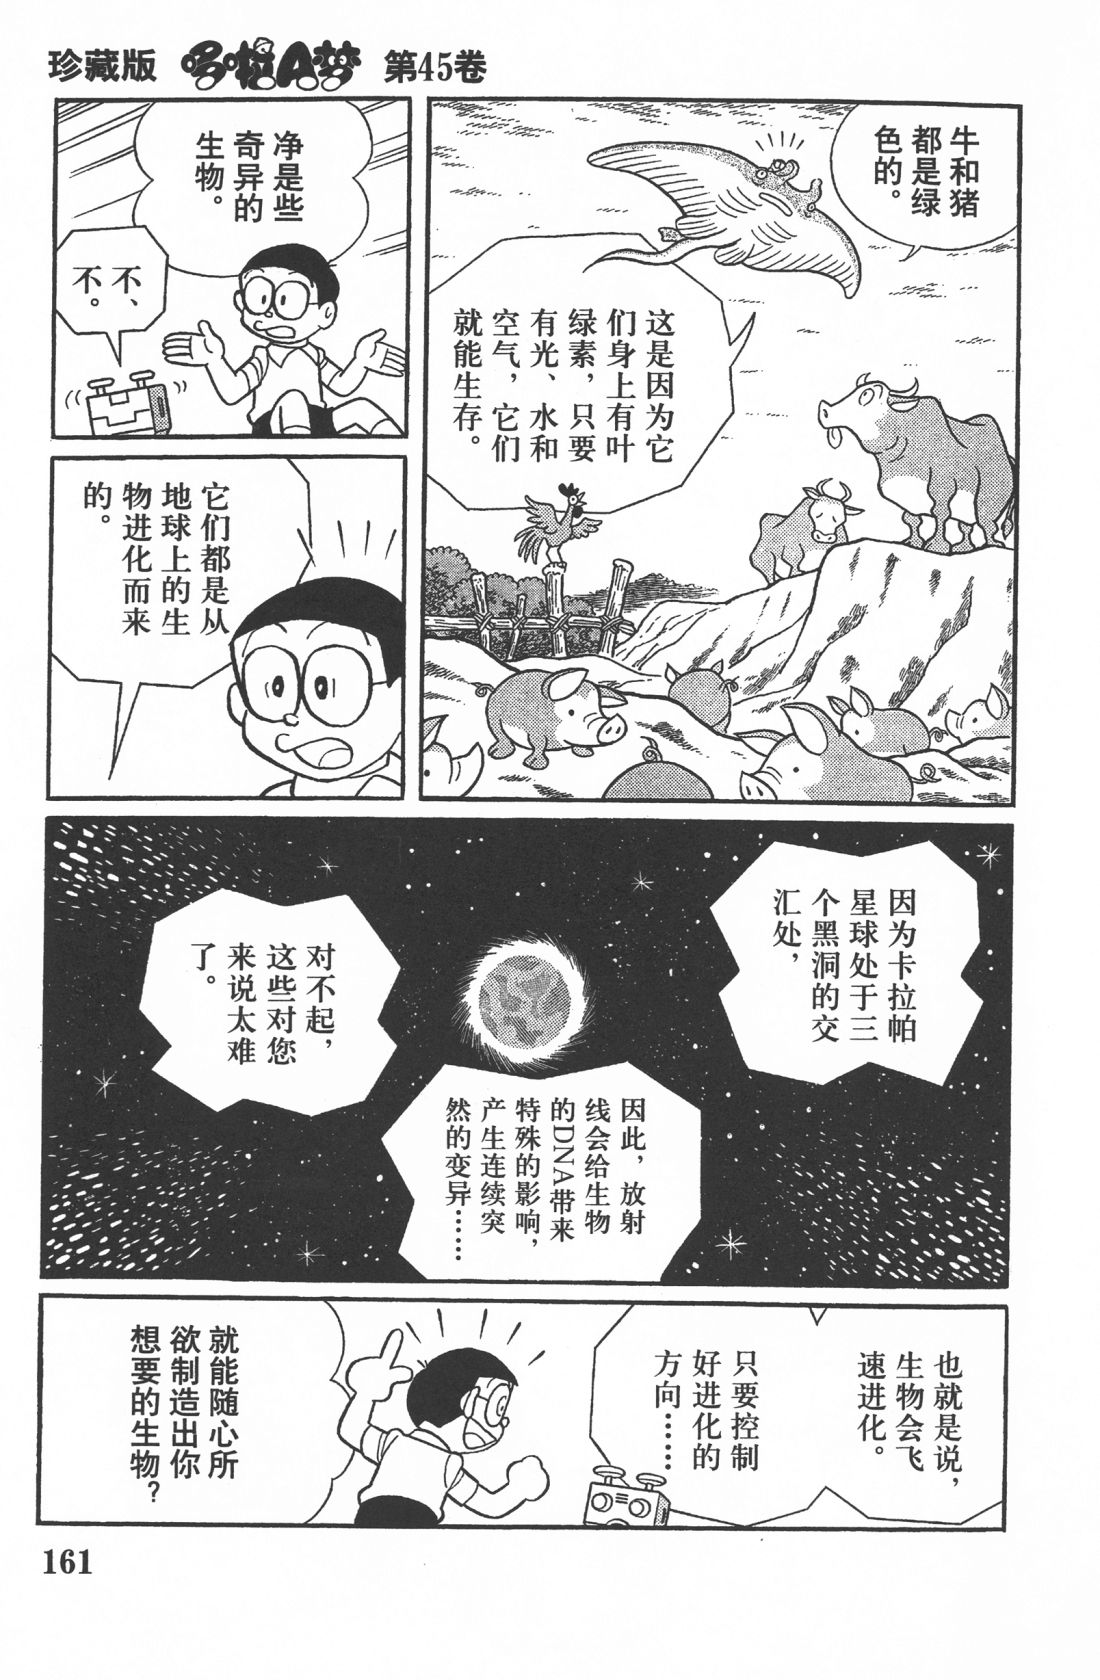 珍藏版 哆啦A梦 第45卷
牛和猪
都是绿
色的。
这是因为它
们身上有叶
绿素，只要
有光、水和
空气，它们
就能生存。
净是些
奇异的
生物。
不、
不。
它们都是从
地球上的生
物进化而来
的。
因为卡拉帕
星球处于三
个黑洞的交
汇处，
因此，放射
线会给生物
的DNA带来
特殊的影响，
产生连续突
然的变异……
对不起，
这些对您
来说太难
了。
也就是说，
生物会飞
速进化。
只要控制
好进化的
方向……
就能随心所
欲制造出你
想要的生物？
161